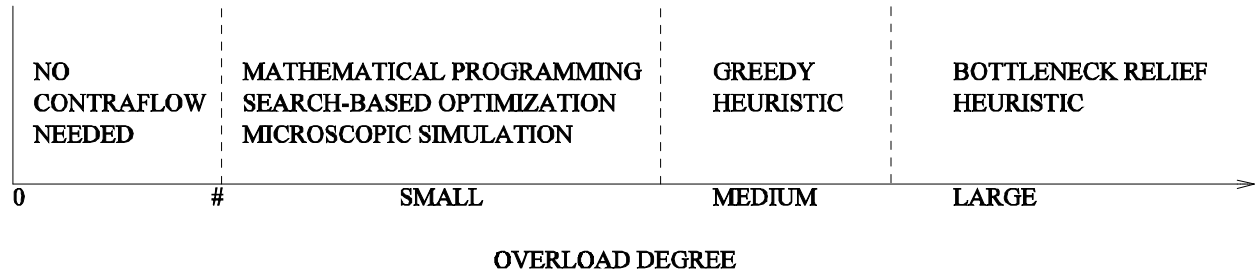 NO
CONTRAFLOW
NEEDED
MATHEMATICAL PROGRAMMING
SEARCH-BASED OPTIMIZATION
MICROSCOPIC SIMULATION
GREEDY
HEURISTIC
BOTTLENECK RELIEF
HEURISTIC
0 # SMALL MEDIUM LARGE
OVERLOAD DEGREE